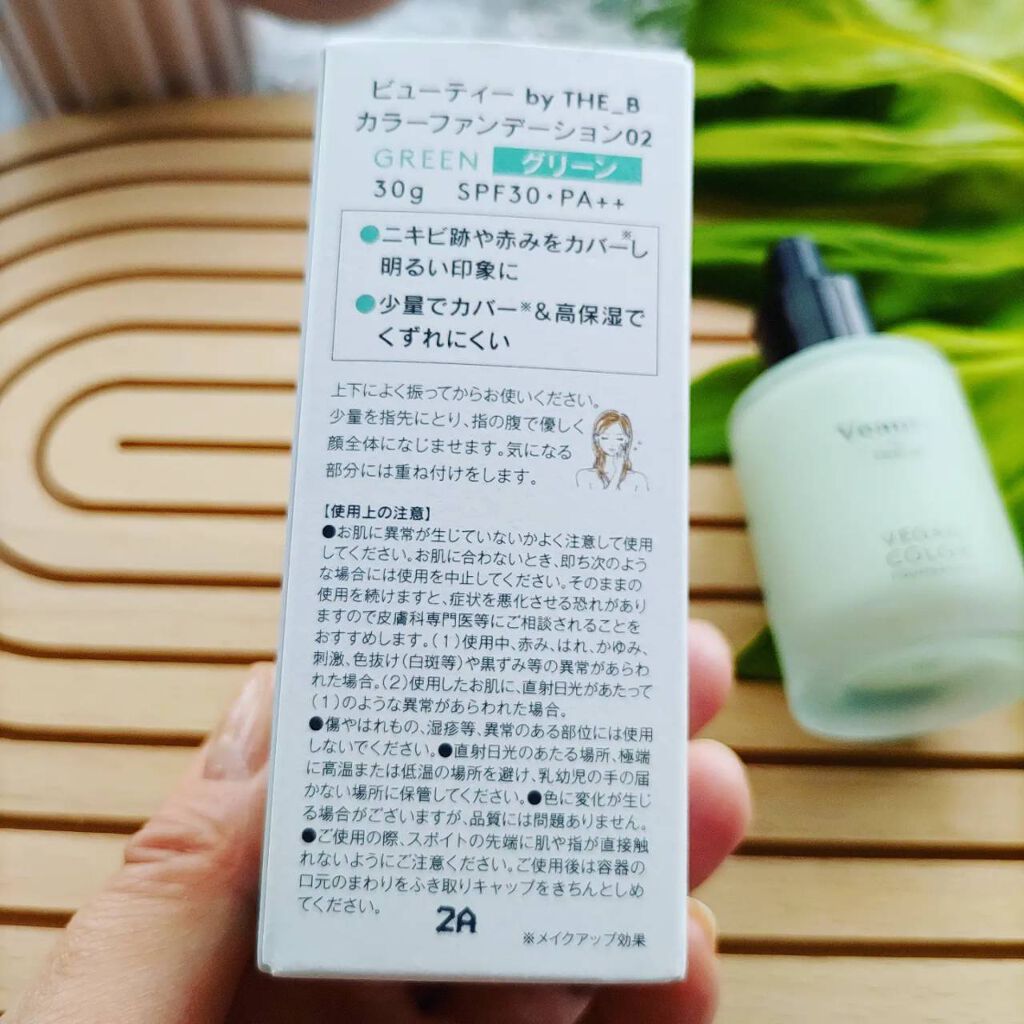 ビューティー by THE_B
カラーファンデーション02
GREEN グリーン
30g SPF30・PA++
●ニキビ跡や赤みをカバー※し
明るい印象に
●少量でカバー※&高保湿で
くずれにくい
上下によく振ってからお使いください。
少量を指先にとり、指の腹で優しく
顔全体になじませます。気になる
部分には重ね付けをします。
【使用上の注意】
●お肌に異常が生じていないかよく注意して使用
してください。お肌に合わないとき、即ち次のよう
な場合には使用を中止してください。そのままの
使用を続けますと、症状を悪化させる恐れがあり
ますので皮膚科専門医等にご相談されることを
おすすめします。(1)使用中、赤み、はれ、かゆみ、
刺激、色抜け(白斑等)や黒ずみ等の異常があらわ
れた場合。(2)使用したお肌に、直射日光があたって
(1)のような異常があらわれた場合。
●傷やはれもの、湿疹等、異常のある部位には使用
しないでください。●直射日光のあたる場所、極端
に高温または低温の場所を避け、乳幼児の手の届
かない場所に保管してください。●色に変化が生じ
る場合がございますが、品質には問題ありません。
●ご使用の際、スポイトの先端に肌や指が直接触
れないようにご注意ください。ご使用後は容器の
口元のまわりをふき取りキャップをきちんとしめ
てください。
2A
※メイクアップ効果
VEGAN
COLOR